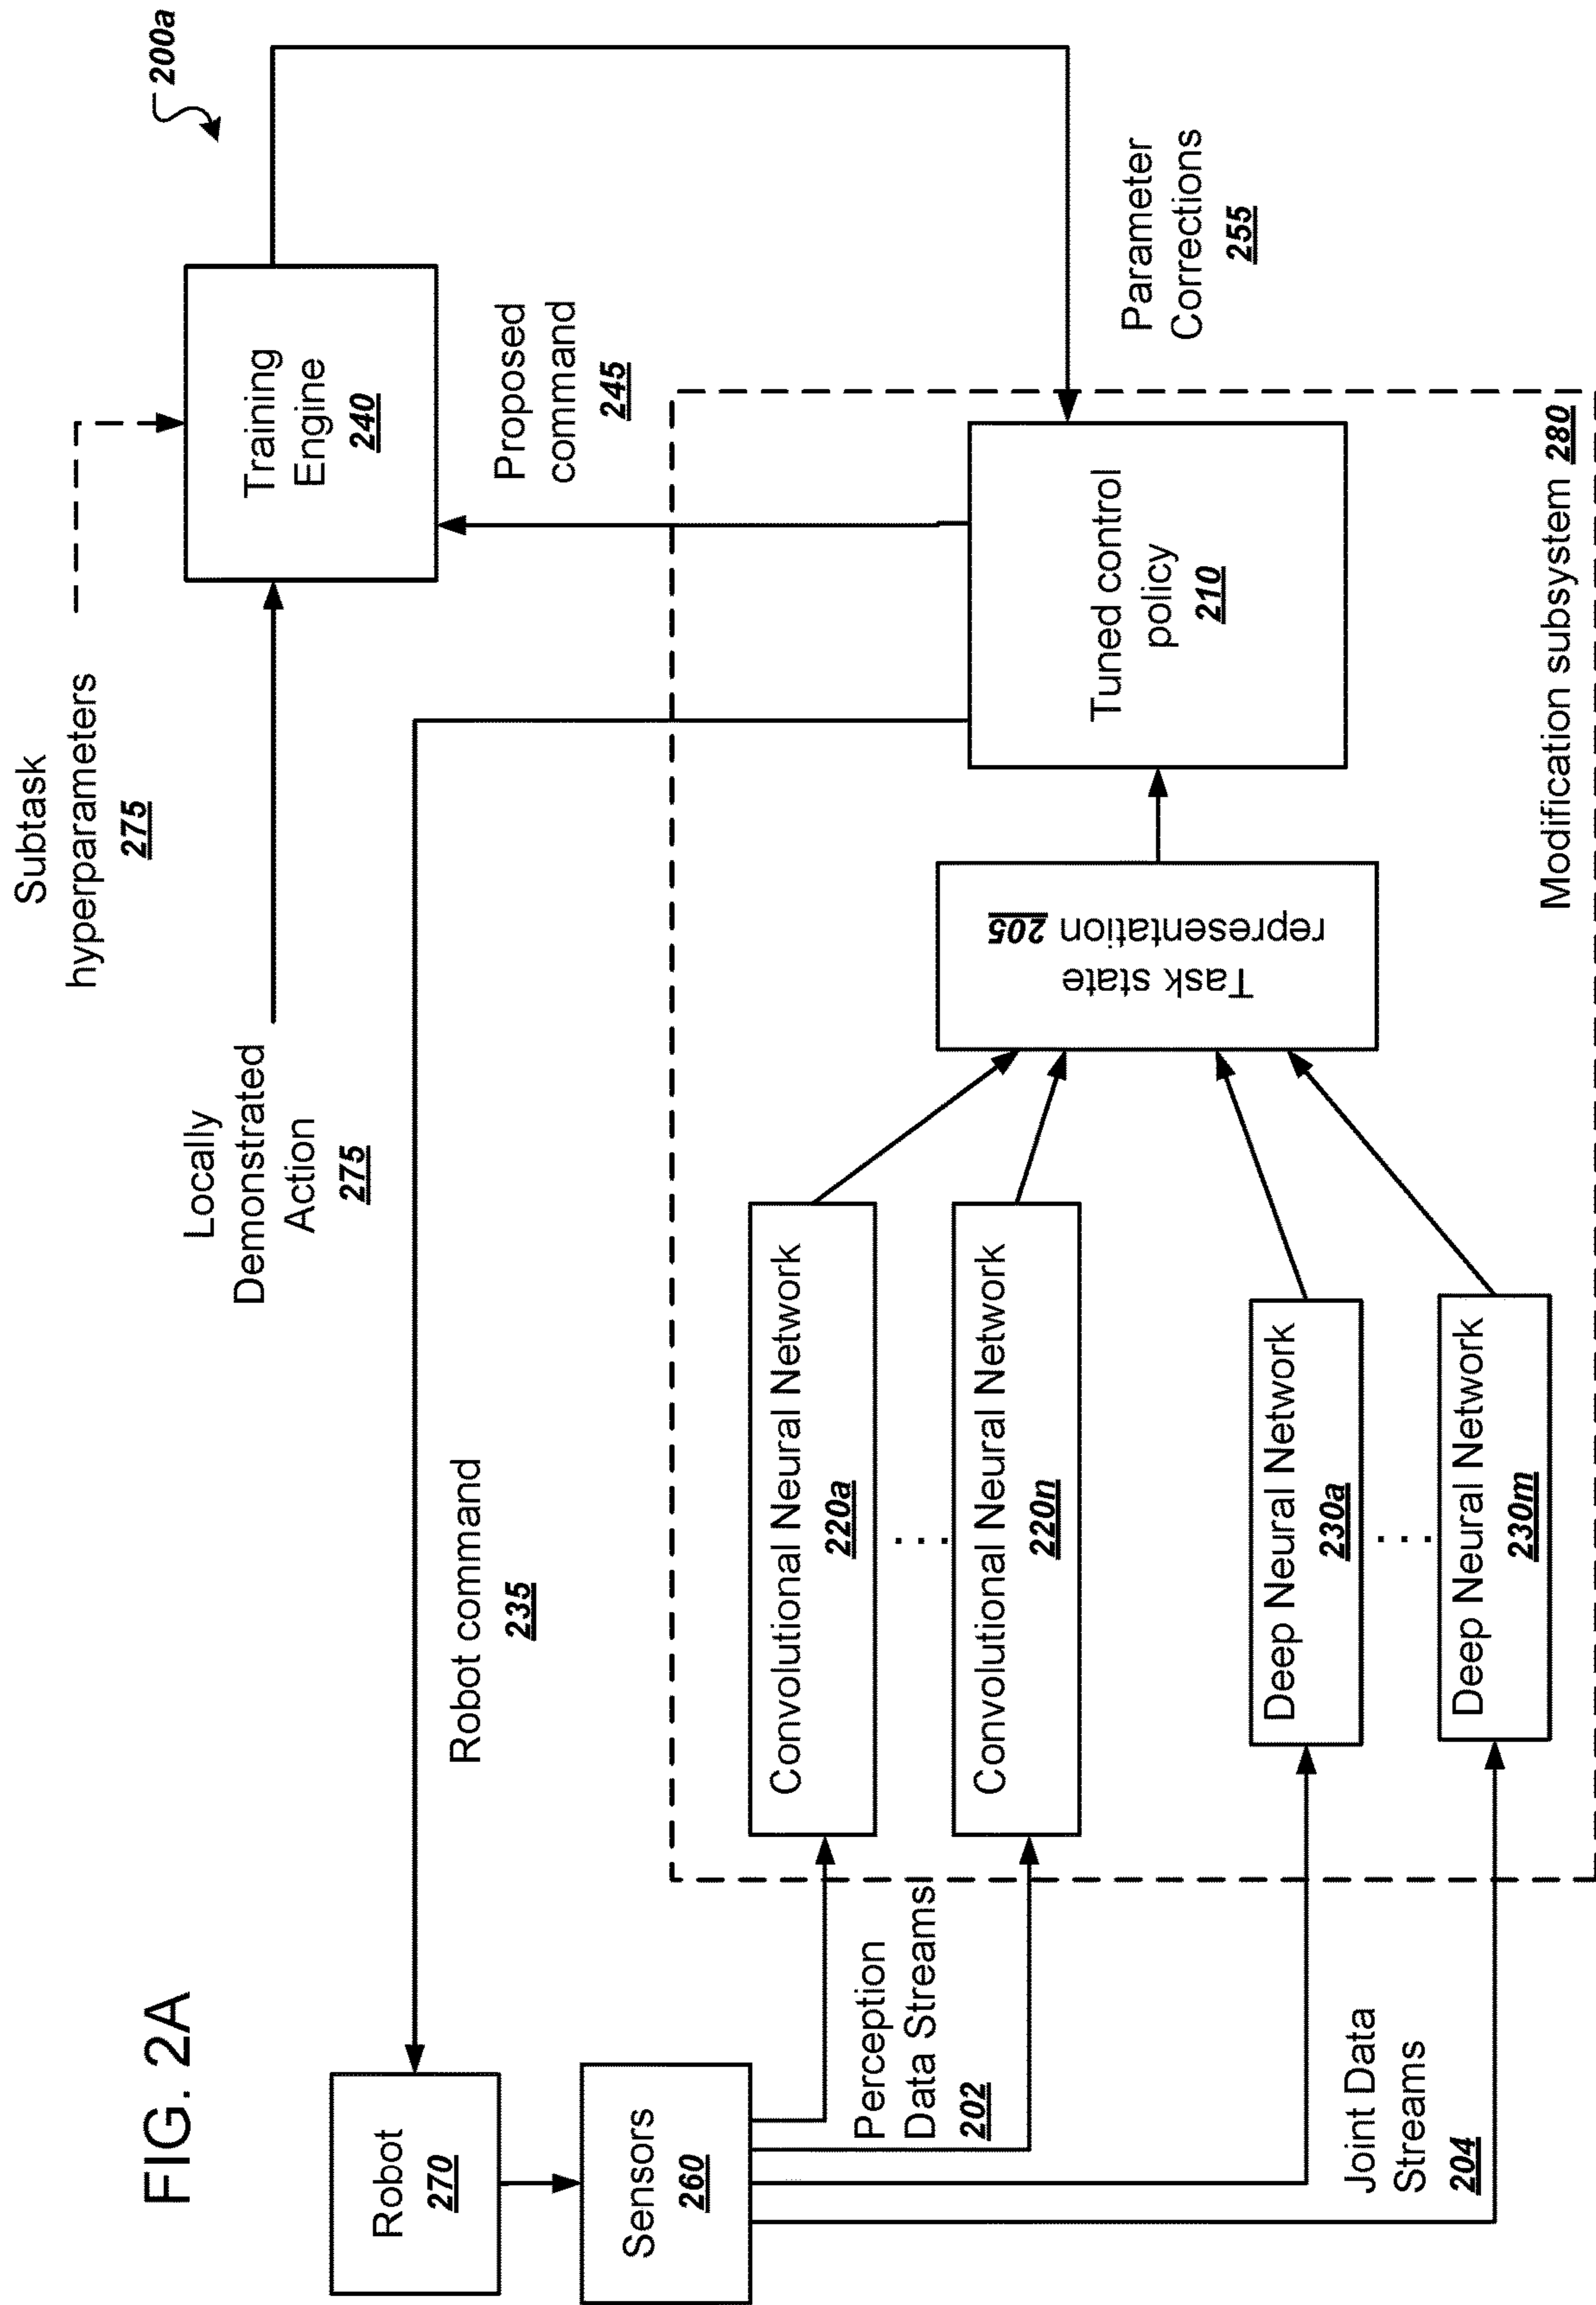 FIG. 2A
200a
Subtask
hyperparameters
275
Locally
Demonstrated
Action
275
Training
Engine
240
Robot
270
Robot command
235
Proposed
command
245
Sensors
260
Perception
Data Streams
202
Convolutional Neural Network
220a
. . .
Convolutional Neural Network
220n
Joint Data
Streams
204
Deep Neural Network
230a
. . .
Deep Neural Network
230m
Task state
representation 205
Tuned control
policy
210
Parameter
Corrections
255
Modification subsystem 280